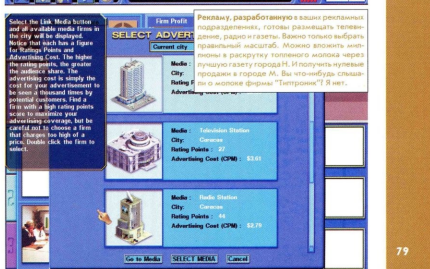 Select the Link Media button
and all available media firms in
the city will be displayed.
Notice that each has a figure
for Ratings Points and
Advertising Cost. The higher
the rating points, the greater
the audience share. The
advertising cost is simply the
cost for your advertisement to
be seen a thousand times by
potential customers. Find a
firm with a high rating points
score to maximize your
advertising coverage, but be
careful not to choose a firm
that charges too high of a
price. Double click the firm to
select.
Firm Profit
SELECT ADVERT
Current city
Рекламу, разработанную в ваших рекламных
подразделениях, готовы размещать телеви-
дение, радио и газеты. Важно только выбрать
правильный масштаб. Можно вложить мил-
лионы в раскрутку топленого молока через
лучшую газету города Н. И получить нулевые
продажи в городе М. Вы что-нибудь слыша-
ли о молоке фирмы "Типтроник"? Я нет.
Media :
City:
Rating P
Advertising Cost (CPM) :
Media : Television Station
City: Caracas
Rating Points : 27
Advertising Cost (CPM) : $3.61
Media : Radio Station
City: Caracas
Rating Points : 44
Advertising Cost (CPM) : $2.79
Go to Media SELECT MEDIA Cancel
79